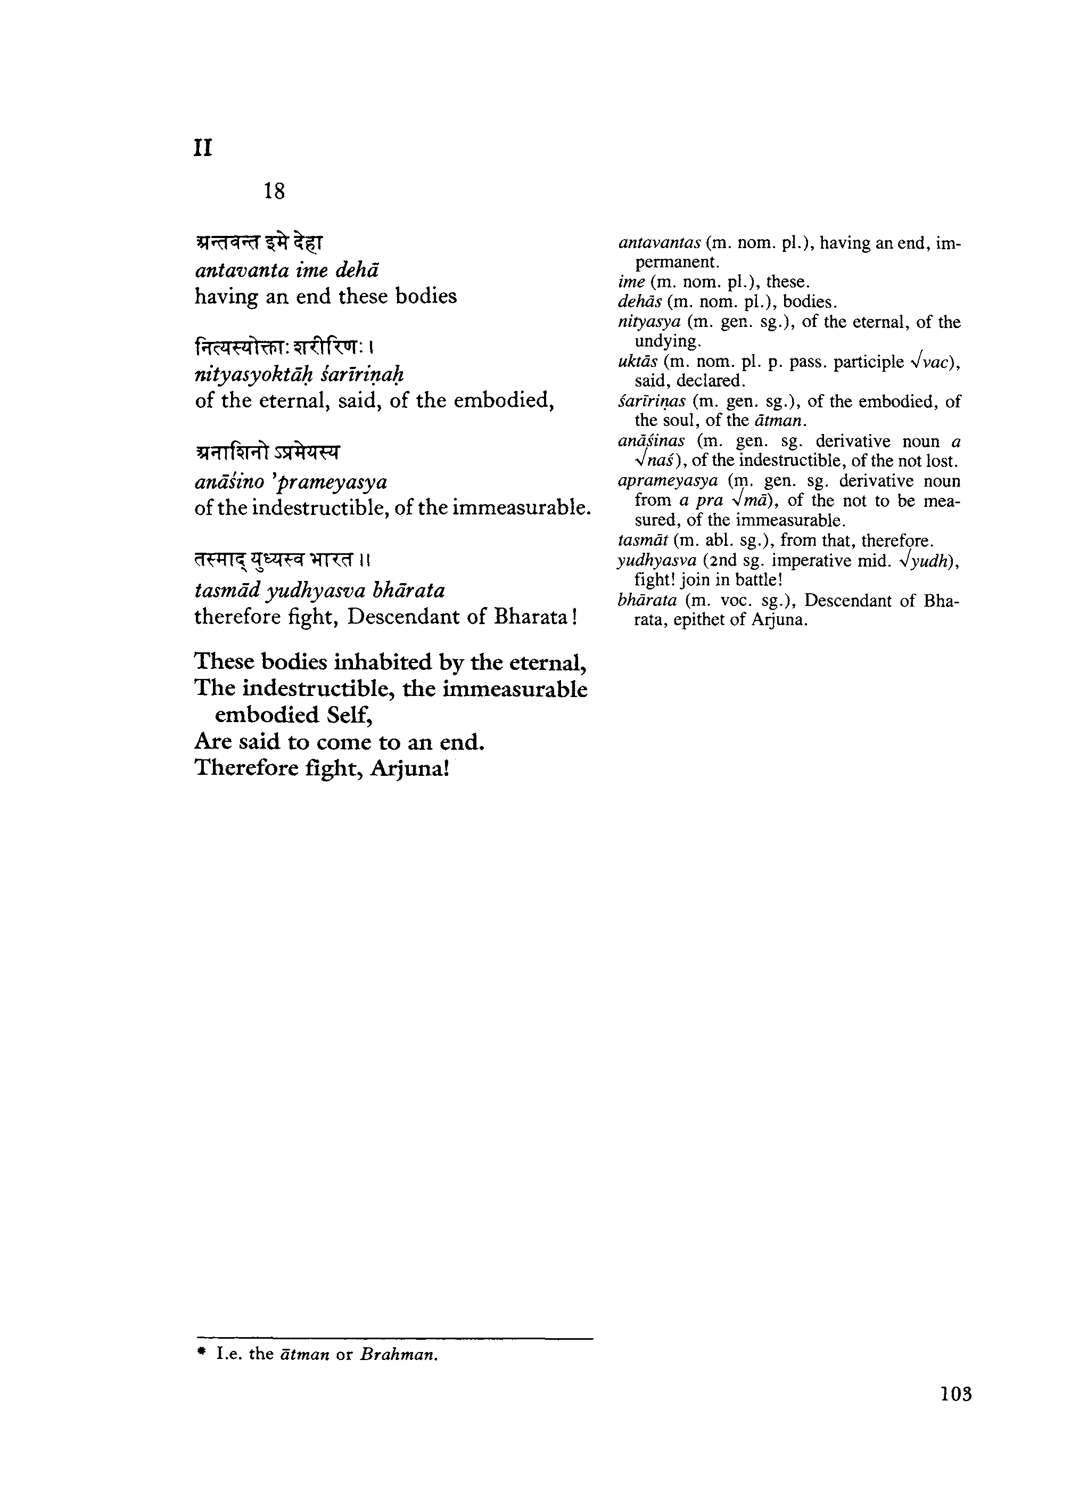 II
18
अन्तवन्त इमे देहा
antavanta ime dehā
having an end these bodies
नित्यस्योक्ताः शरीरिणः ।
nityasyoktāḥ śarīriṇaḥ
of the eternal, said, of the embodied,
अनाशिनो ऽप्रमेयस्य
anāśino 'prameyasya
of the indestructible, of the immeasurable.
तस्माद् युध्यस्व भारत ॥
tasmād yudhyasva bhārata
therefore fight, Descendant of Bharata!
These bodies inhabited by the eternal,
The indestructible, the immeasurable
embodied Self,
Are said to come to an end.
Therefore fight, Arjuna!
antavantas (m. nom. pl.), having an end, im-
permanent.
ime (m. nom. pl.), these.
dehās (m. nom. pl.), bodies.
nityasya (m. gen. sg.), of the eternal, of the
undying.
uktās (m. nom. pl. p. pass. participle √vac),
said, declared.
śarīriṇas (m. gen. sg.), of the embodied, of
the soul, of the ātman.
anāśinas (m. gen. sg. derivative noun a
√naś), of the indestructible, of the not lost.
aprameyasya (m. gen. sg. derivative noun
from a pra √mā), of the not to be mea-
sured, of the immeasurable.
tasmāt (m. abl. sg.), from that, therefore.
yudhyasva (2nd sg. imperative mid. √yudh),
fight! join in battle!
bhārata (m. voc. sg.), Descendant of Bha-
rata, epithet of Arjuna.
* I.e. the ātman or Brahman.
103